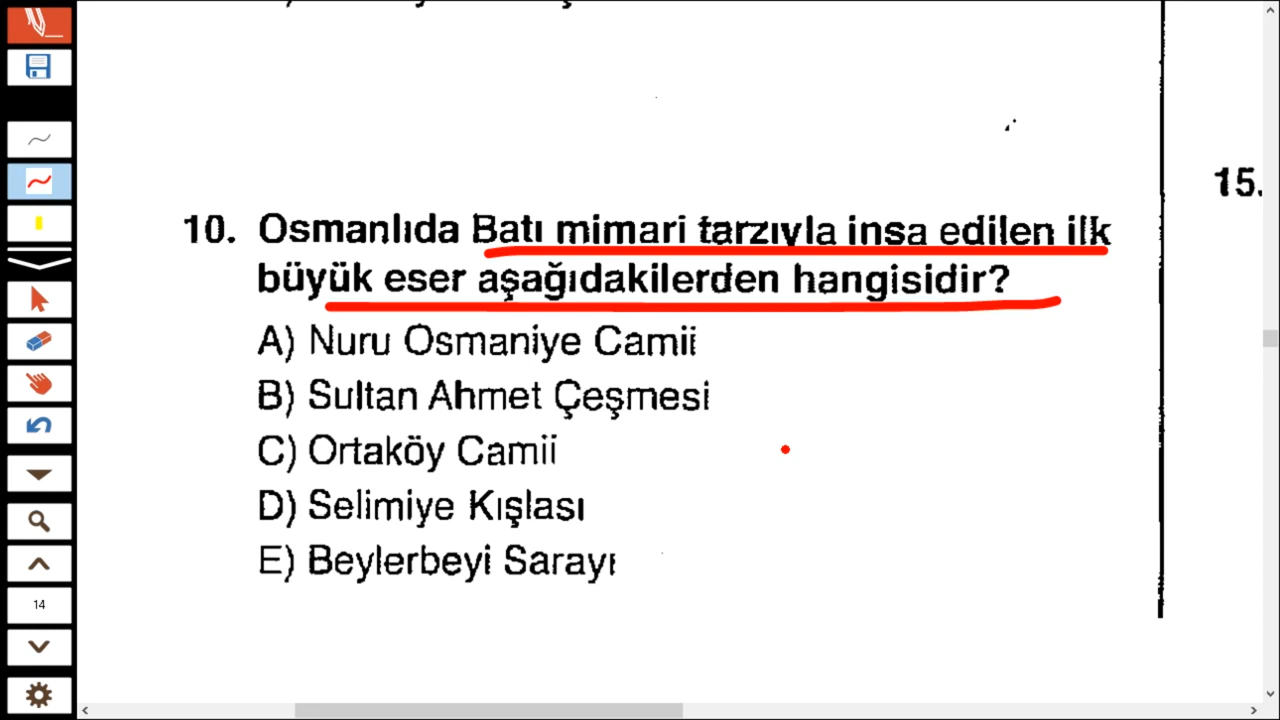 15.
10. Osmanlıda Batı mimari tarzıyla insa edilen ilk
büyük eser aşağıdakilerden hangisidir?
A) Nuru Osmaniye Camii
B) Sultan Ahmet Çeşmesi
C) Ortaköy Camii
D) Selimiye Kışlası
E) Beylerbeyi Sarayı
14